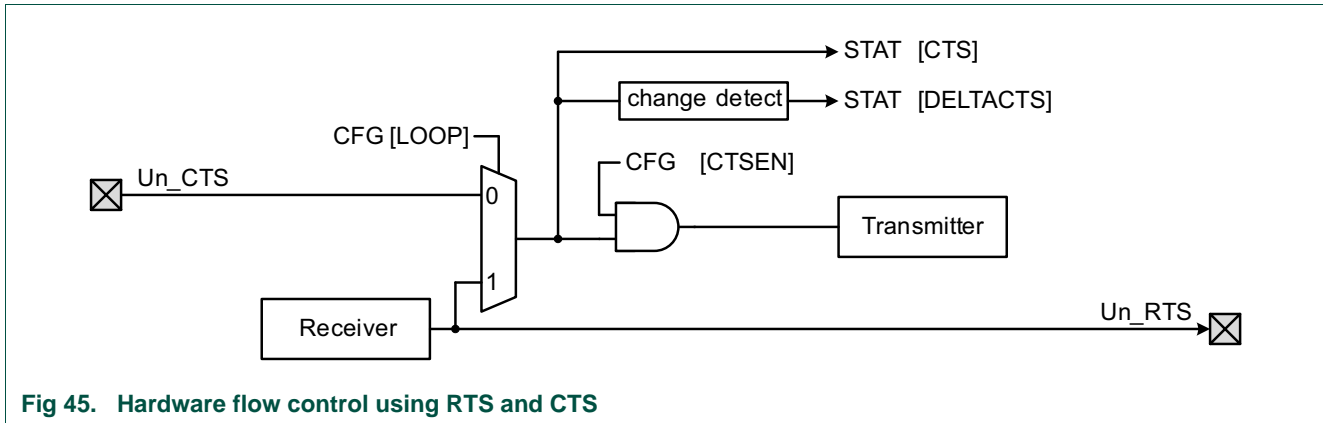 STAT [CTS]
change detect
STAT [DELTACTS]
CFG [LOOP]
CFG [CTSEN]
Un_CTS
0
Transmitter
1
Receiver
Un_RTS
Fig 45. Hardware flow control using RTS and CTS